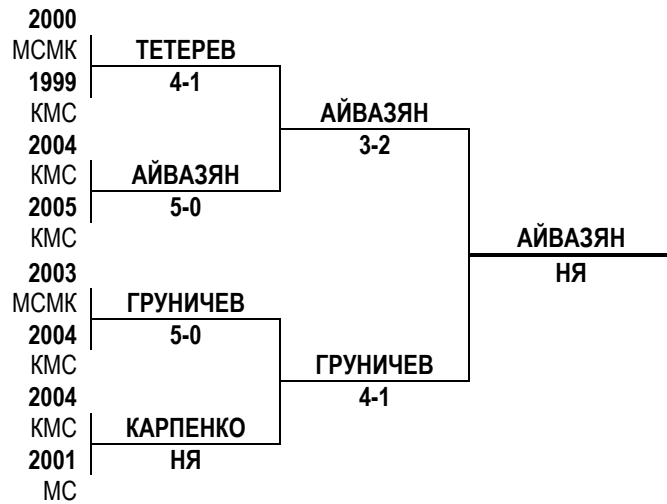 2000
МСМК ТЕТЕРЕВ
1999 4-1
КМС АЙВАЗЯН
2004 3-2
КМС АЙВАЗЯН
2005 5-0
КМС АЙВАЗЯН
2003 НЯ
МСМК ГРУНИЧЕВ
2004 5-0
КМС ГРУНИЧЕВ
2004 4-1
КМС КАРПЕНКО
2001 НЯ
МС